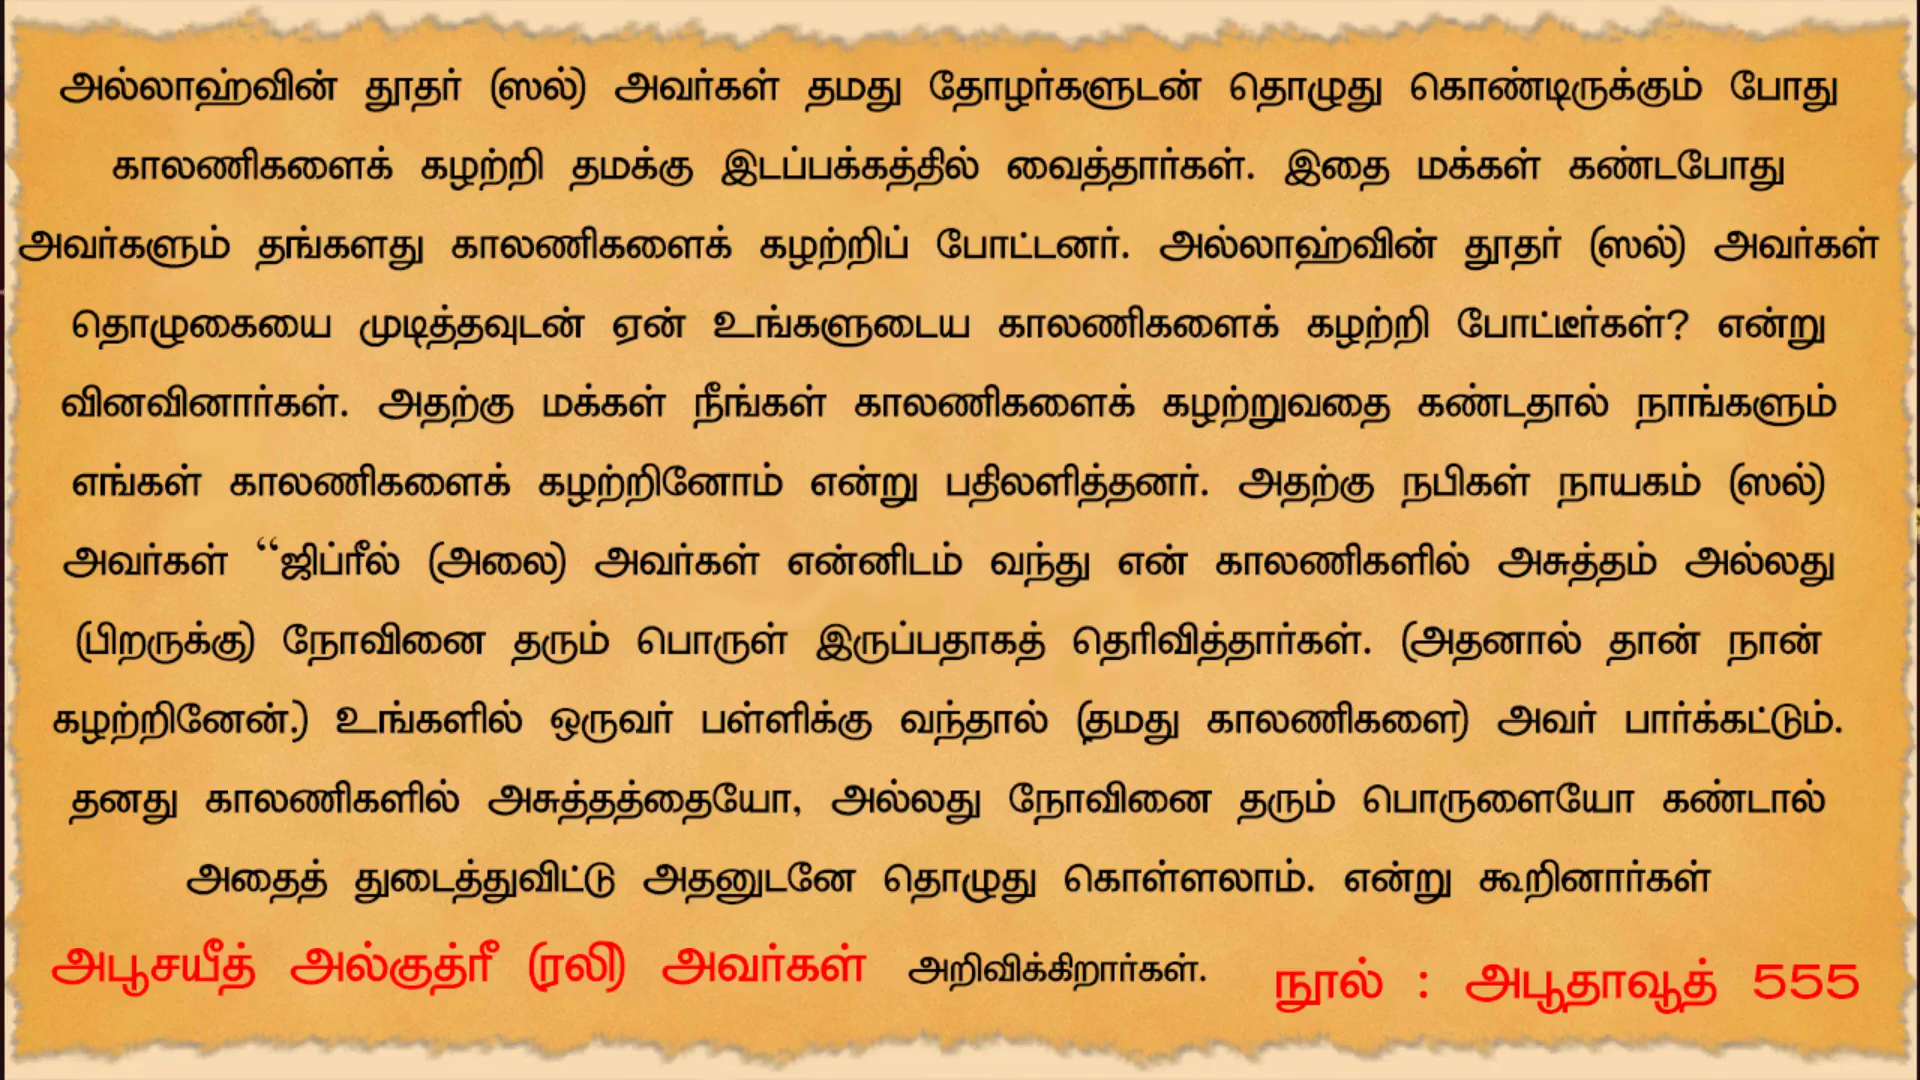 அல்லாஹ்வின் தூதர் (ஸல்) அவர்கள் தமது தோழர்களுடன் தொழுது கொண்டிருக்கும் போது
காலணிகளைக் கழற்றி தமக்கு இடப்பக்கத்தில் வைத்தார்கள். இதை மக்கள் கண்டபோது
அவர்களும் தங்களது காலணிகளைக் கழற்றிப் போட்டனர். அல்லாஹ்வின் தூதர் (ஸல்) அவர்கள்
தொழுகையை முடித்தவுடன் ஏன் உங்களுடைய காலணிகளைக் கழற்றி போட்டீர்கள்? என்று
வினவினார்கள். அதற்கு மக்கள் நீங்கள் காலணிகளைக் கழற்றுவதை கண்டதால் நாங்களும்
எங்கள் காலணிகளைக் கழற்றினோம் என்று பதிலளித்தனர். அதற்கு நபிகள் நாயகம் (ஸல்)
அவர்கள் “ஜிப்ரீல் (அலை) அவர்கள் என்னிடம் வந்து என் காலணிகளில் அசுத்தம் அல்லது
(பிறருக்கு) நோவினை தரும் பொருள் இருப்பதாகத் தெரிவித்தார்கள். (அதனால் தான் நான்
கழற்றினேன்.) உங்களில் ஒருவர் பள்ளிக்கு வந்தால் (தமது காலணிகளை) அவர் பார்க்கட்டும்.
தனது காலணிகளில் அசுத்தத்தையோ, அல்லது நோவினை தரும் பொருளையோ கண்டால்
அதைத் துடைத்துவிட்டு அதனுடனே தொழுது கொள்ளலாம். என்று கூறினார்கள்
அபூசயீத் அல்குத்ரீ (ரலி) அவர்கள் அறிவிக்கிறார்கள். நூல் : அபூதாவூத் 555